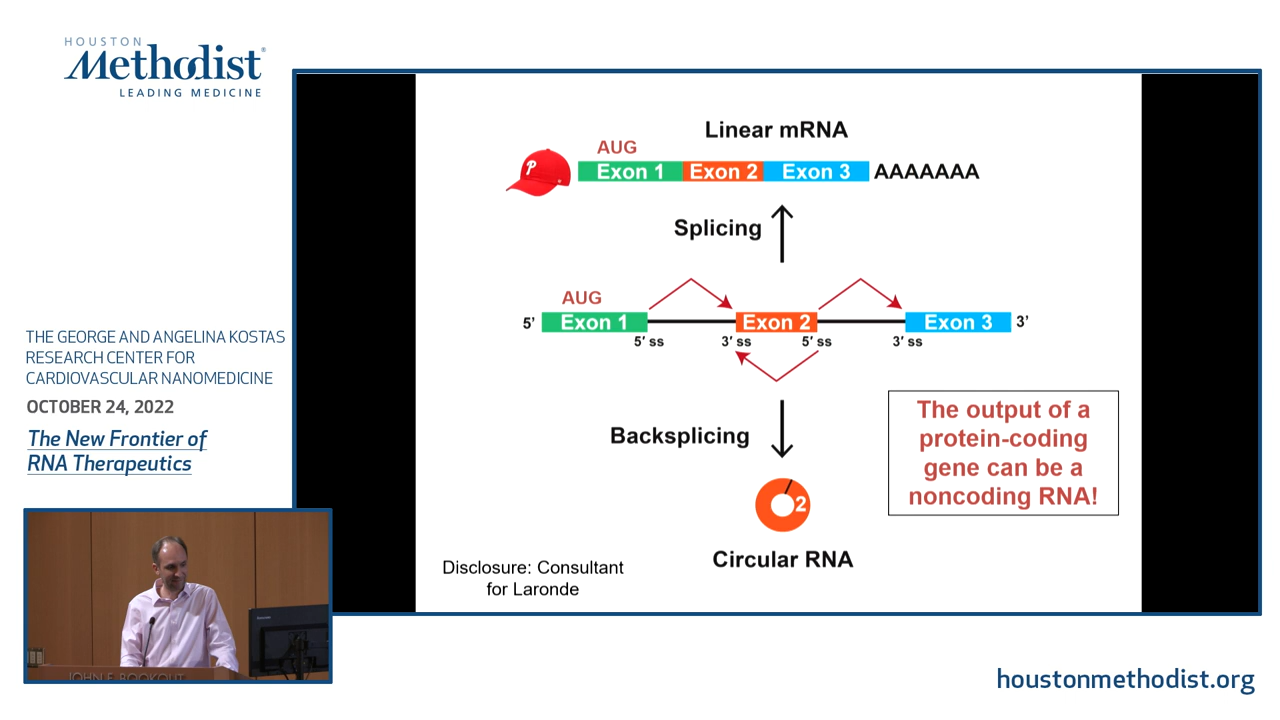 HOUSTON
Methodist®
LEADING MEDICINE
THE GEORGE AND ANGELINA KOSTAS
RESEARCH CENTER FOR
CARDIOVASCULAR NANOMEDICINE
OCTOBER 24, 2022
The New Frontier of
RNA Therapeutics
Linear mRNA
AUG
P
Exon 1 Exon 2 Exon 3 AAAAAAA
Splicing
AUG
5' Exon 1 Exon 2 Exon 3 3'
5' ss 3' ss 5' ss 3' ss
Backsplicing
The output of a
protein-coding
gene can be a
noncoding RNA!
2
Circular RNA
Disclosure: Consultant
for Laronde
JOHN F. BOOKOUT
houstonmethodist.org